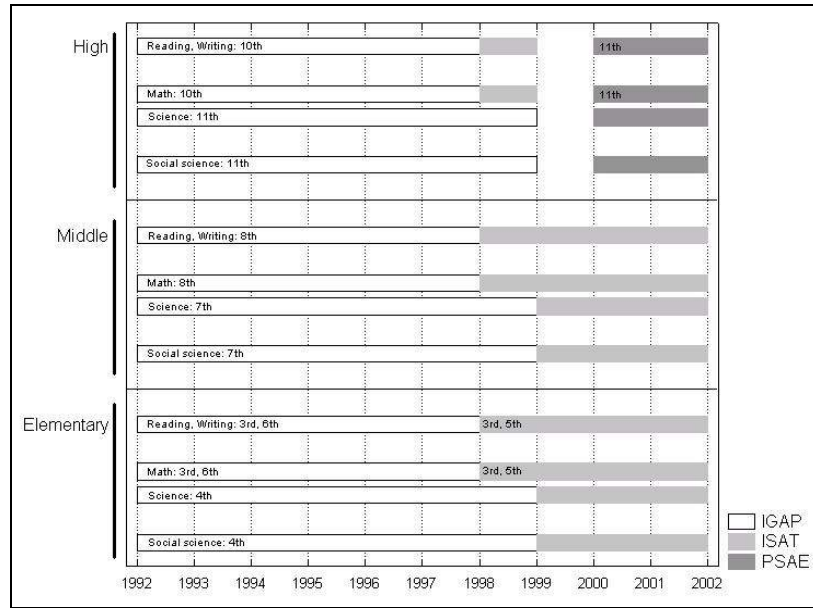 High
Reading, Writing: 10th
11th
Math: 10th
11th
Science: 11th
Social science: 11th
Middle
Reading, Writing: 8th
Math: 8th
Science: 7th
Social science: 7th
Elementary
Reading, Writing: 3rd, 6th
3rd, 5th
Math: 3rd, 6th
3rd, 5th
Science: 4th
Social science: 4th
IGAP
ISAT
PSAE
1992 1993 1994 1995 1996 1997 1998 1999 2000 2001 2002